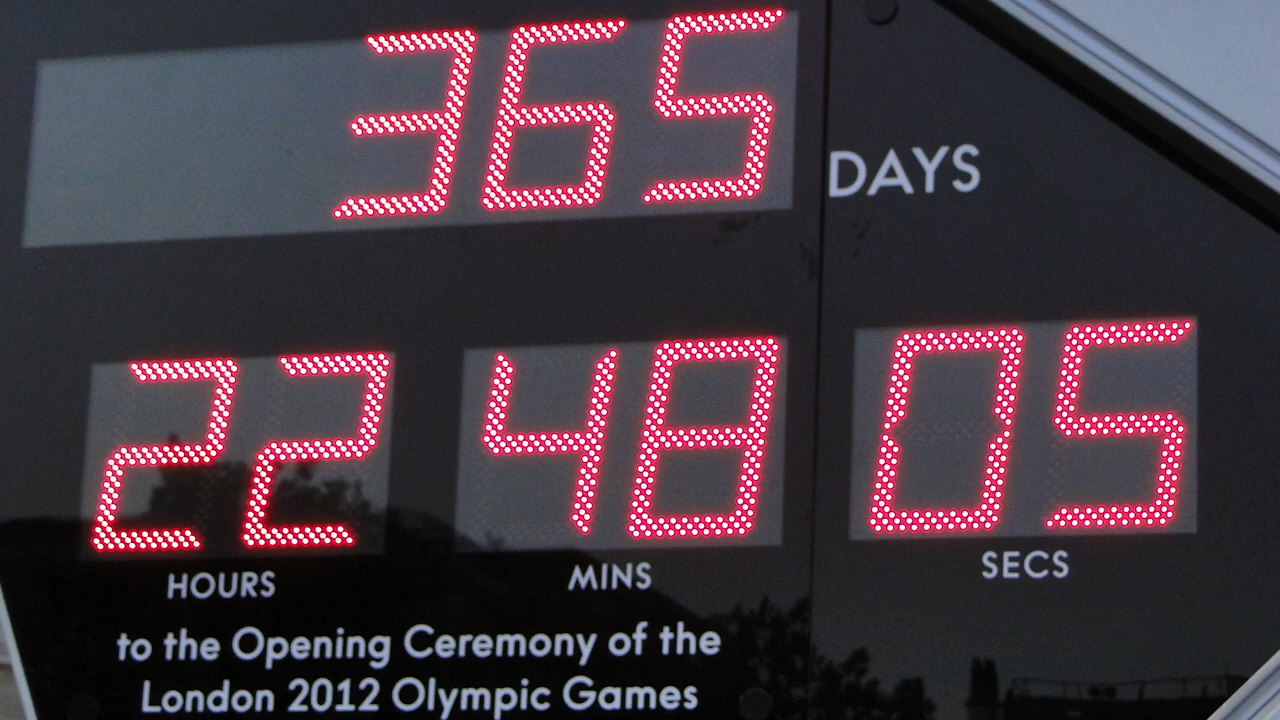 365 DAYS
22 48 05
HOURS MINS SECS
to the Opening Ceremony of the
London 2012 Olympic Games